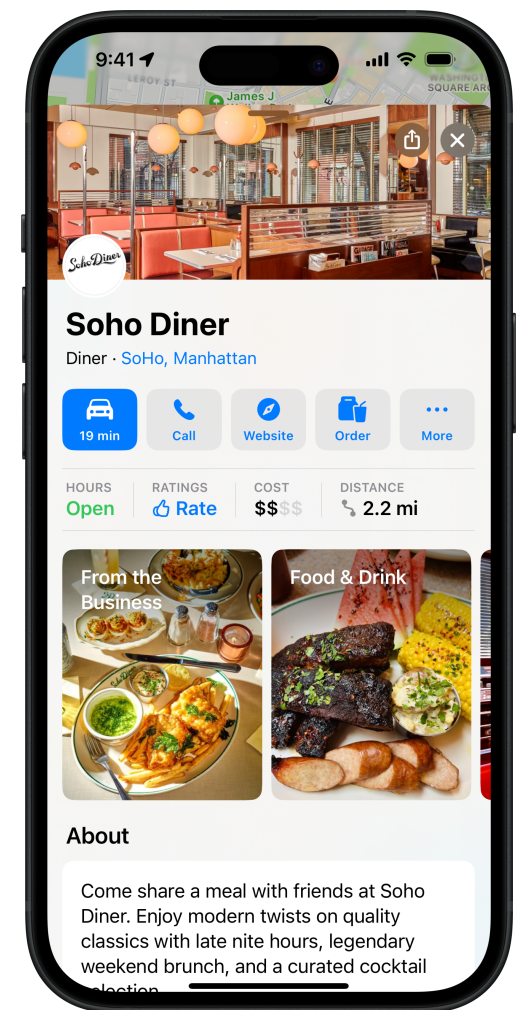 9:41
LEROY ST
James J
WASHINGT
SQUARE ARC
Soho Diner
Soho Diner
Diner · SoHo, Manhattan
19 min
Call
Website
Order
More
HOURS
RATINGS
COST
DISTANCE
Open
Rate
$$$$
2.2 mi
From the
Business
Food & Drink
About
Come share a meal with friends at Soho
Diner. Enjoy modern twists on quality
classics with late nite hours, legendary
weekend brunch, and a curated cocktail
selection